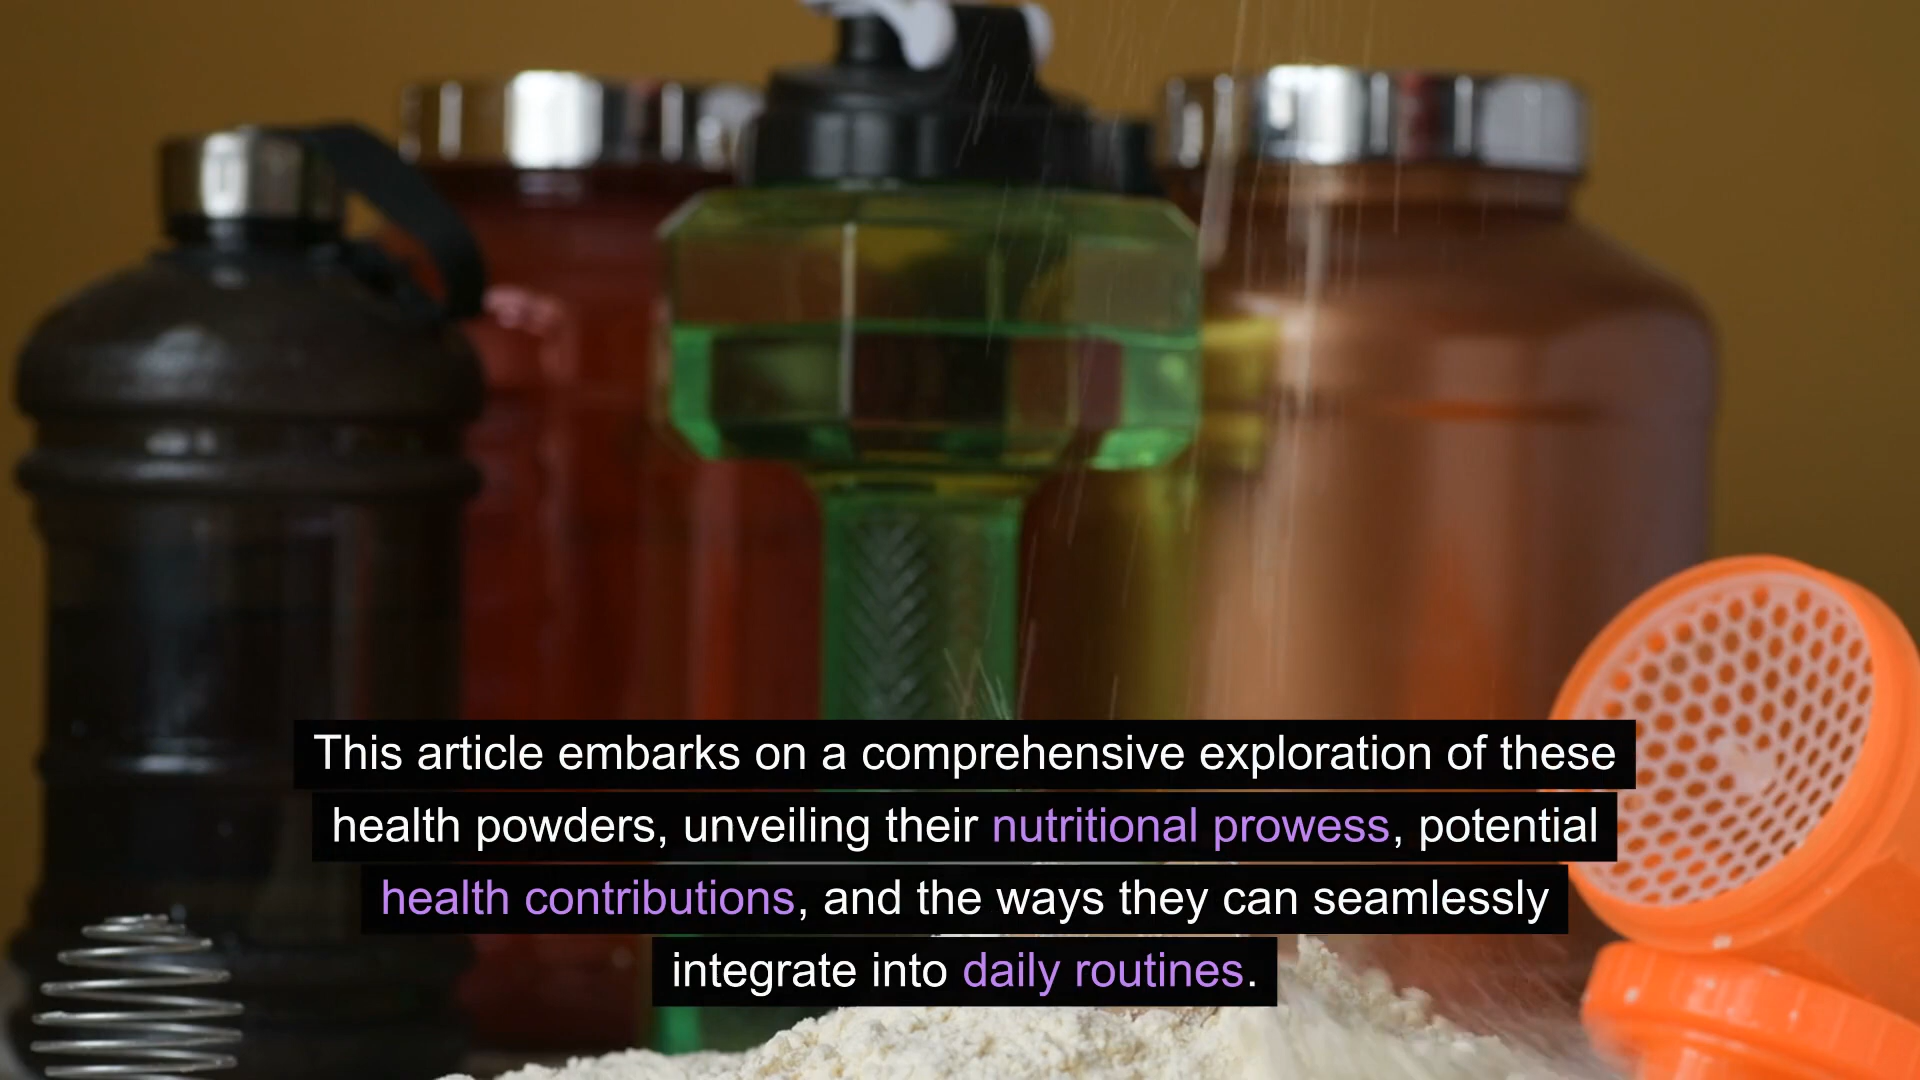 This article embarks on a comprehensive exploration of these
health powders, unveiling their nutritional prowess, potential
health contributions, and the ways they can seamlessly
integrate into daily routines.